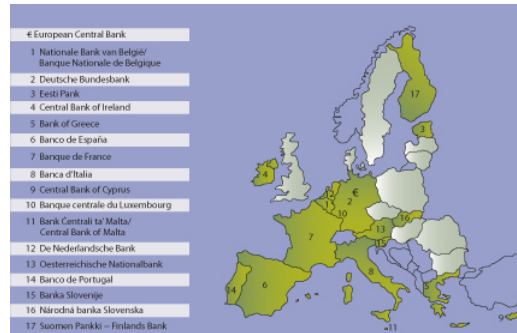 € European Central Bank
1 Nationale Bank van België/
Banque Nationale de Belgique
2 Deutsche Bundesbank
3 Eesti Pank
4 Central Bank of Ireland
5 Bank of Greece
6 Banco de España
7 Banque de France
8 Banca d'Italia
9 Central Bank of Cyprus
10 Banque centrale du Luxembourg
11 Bank Ċentrali ta' Malta/
Central Bank of Malta
12 De Nederlandsche Bank
13 Oesterreichische Nationalbank
14 Banco de Portugal
15 Banka Slovenije
16 Národná banka Slovenska
17 Suomen Pankki – Finlands Bank
17
3
4
12
€
1
2
10
16
13
7
15
14
6
8
5
11
9